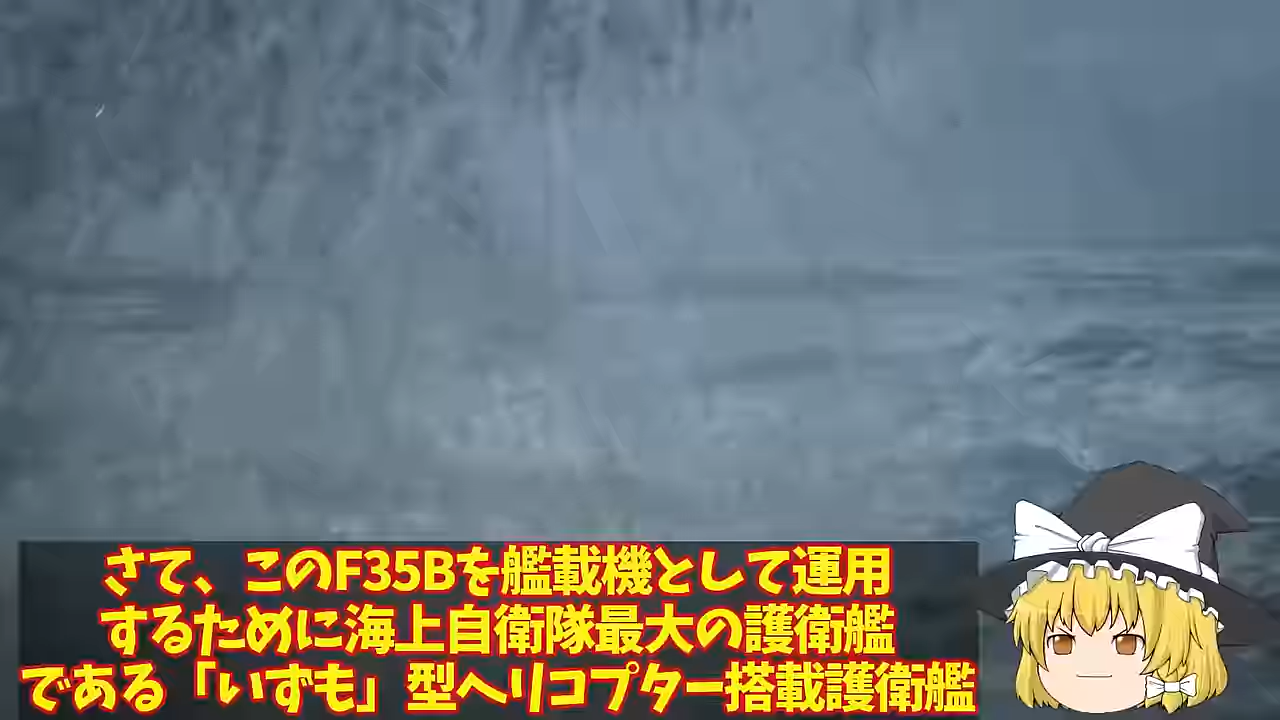 さて、このF35Bを艦載機として運用
するために海上自衛隊最大の護衛艦
である「いずも」型ヘリコプター搭載護衛艦